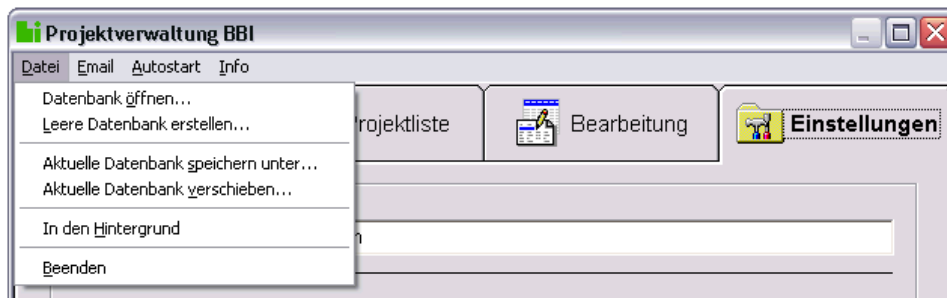 Projektverwaltung BBI
Datei Email Autostart Info
Datenbank öffnen...
Leere Datenbank erstellen...
Aktuelle Datenbank speichern unter...
Aktuelle Datenbank verschieben...
In den Hintergrund
Beenden
rojektliste
Bearbeitung
Einstellungen